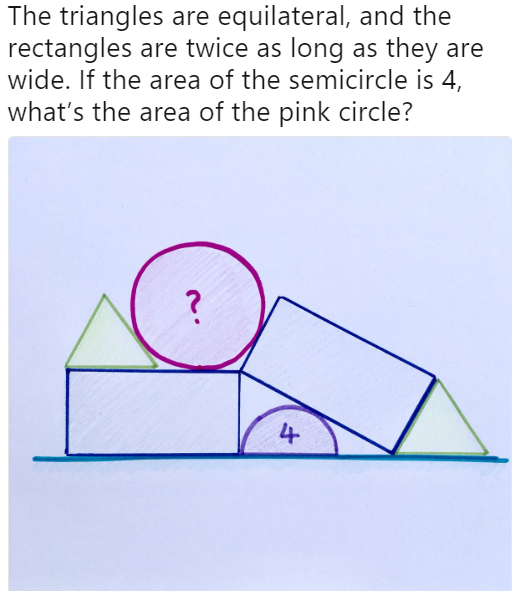 The triangles are equilateral, and the
rectangles are twice as long as they are
wide. If the area of the semicircle is 4,
what’s the area of the pink circle?
?
4